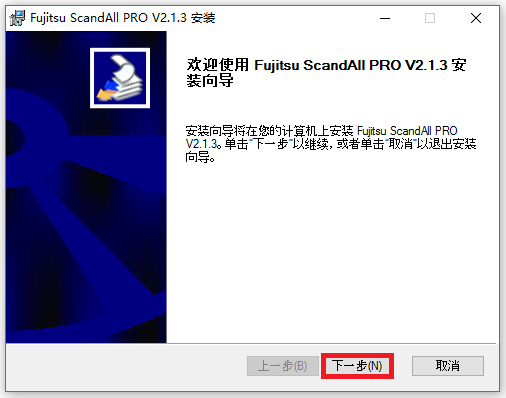 Fujitsu ScandAll PRO V2.1.3 安装
欢迎使用 Fujitsu ScandAll PRO V2.1.3 安
装向导
安装向导将在您的计算机上安装 Fujitsu ScandAll PRO
V2.1.3。单击"下一步"以继续，或者单击"取消"以退出安装
向导。
上一步(B) 下一步(N) 取消